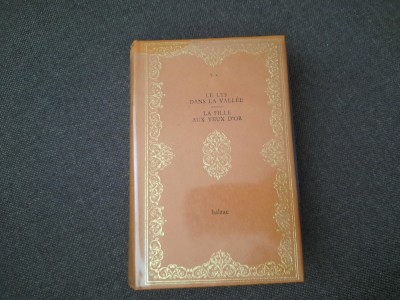 LE LYS
DANS LA VALLÉE
LA FILLE
AUX YEUX D'OR
balzac